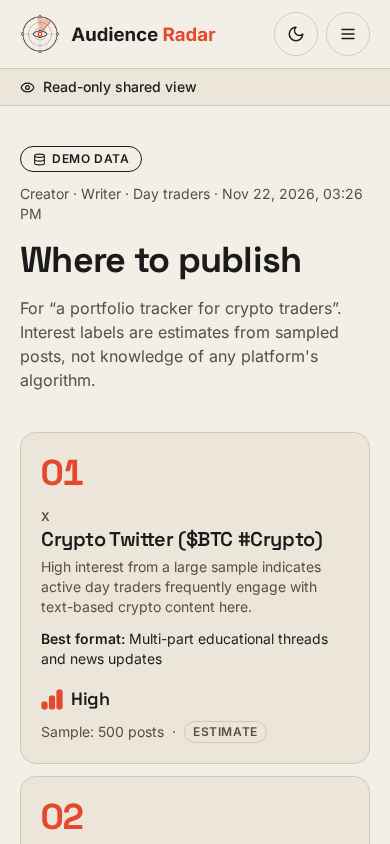 Audience Radar
Read-only shared view
DEMO DATA
Creator · Writer · Day traders · Nov 22, 2026, 03:26
PM
Where to publish
For “a portfolio tracker for crypto traders”.
Interest labels are estimates from sampled
posts, not knowledge of any platform's
algorithm.
01
X
Crypto Twitter ($BTC #Crypto)
High interest from a large sample indicates
active day traders frequently engage with
text-based crypto content here.
Best format: Multi-part educational threads
and news updates
High
Sample: 500 posts · ESTIMATE
02